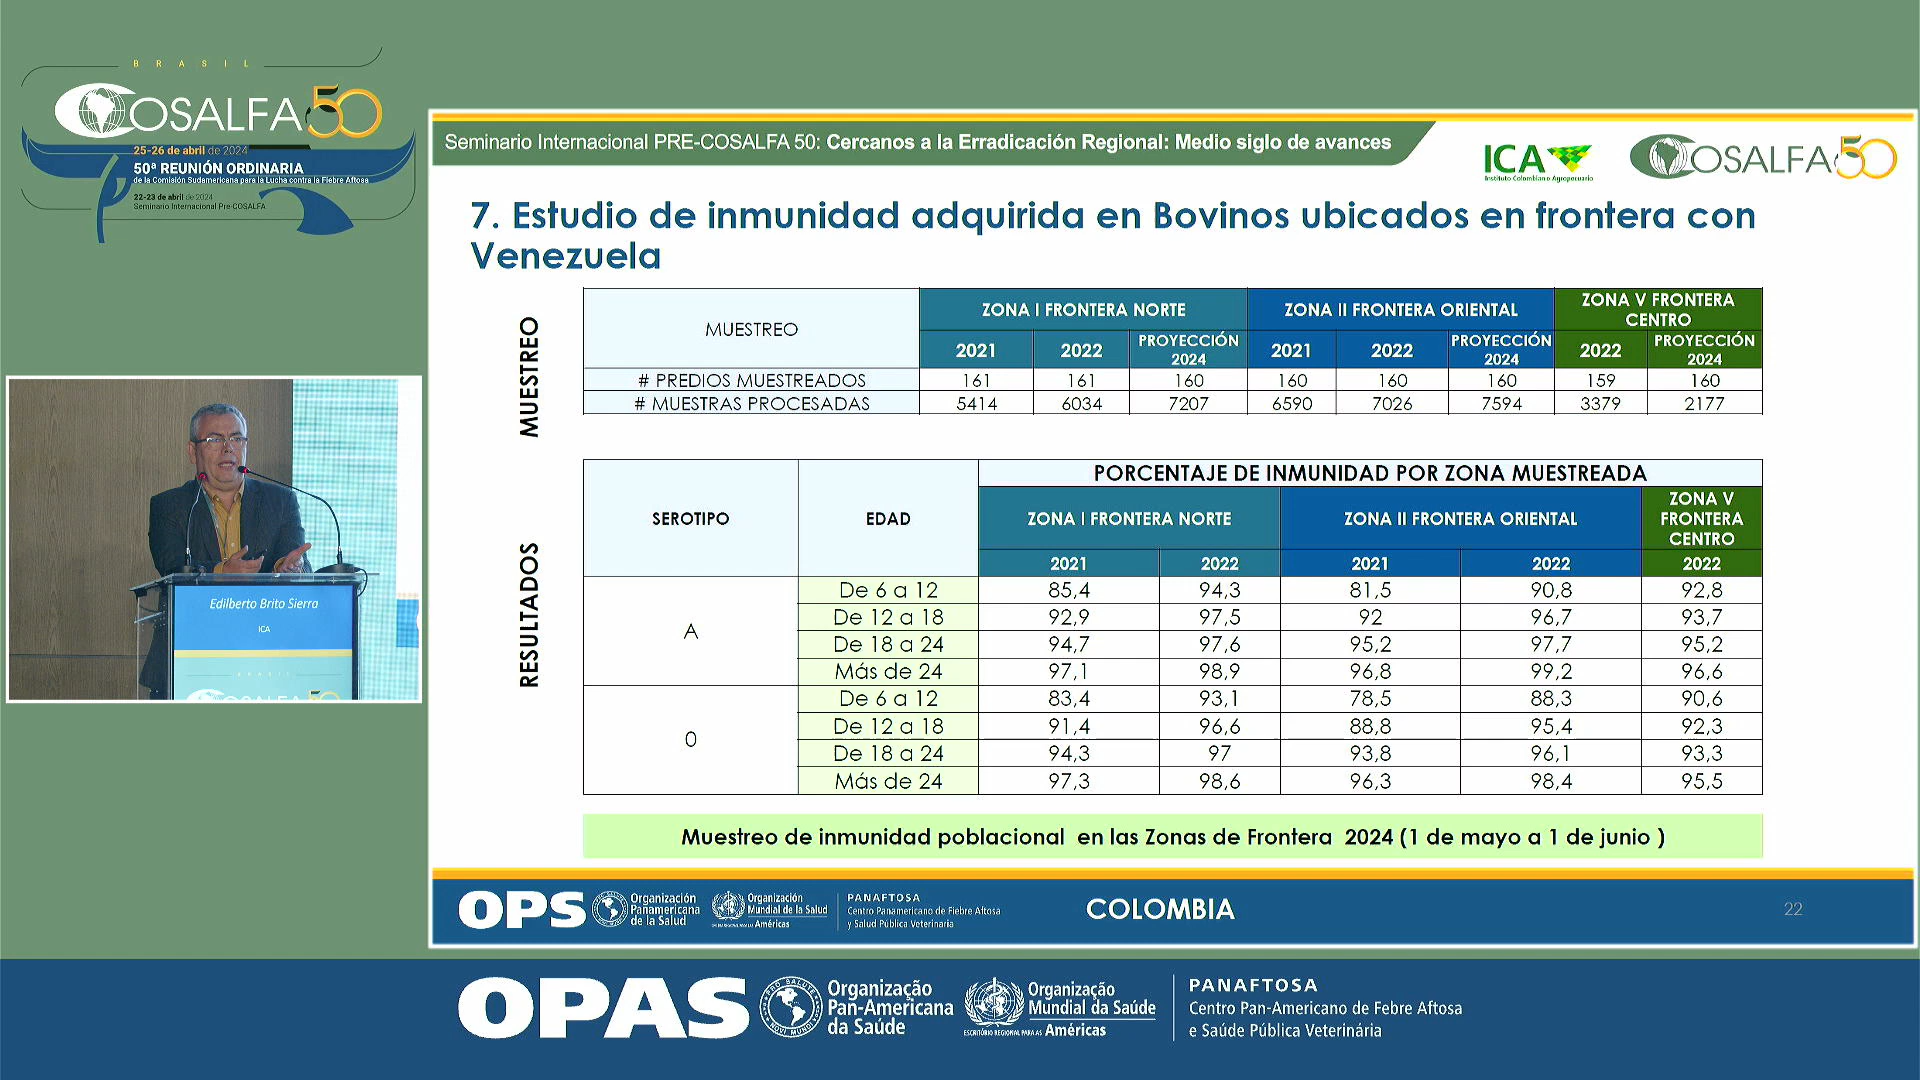 BRASIL
COSALFA50
25-26 de abril de 2024
50ª REUNIÓN ORDINARIA
de la Comisión Sudamericana para la Lucha contra la Fiebre Aftosa
22-23 de abril de 2024
Seminario Internacional Pre-COSALFA
Seminario Internacional PRE-COSALFA 50: Cercanos a la Erradicación Regional: Medio siglo de avances
ICA
Instituto Colombiano Agropecuario
COSALFA50
7. Estudio de inmunidad adquirida en Bovinos ubicados en frontera con
Venezuela
MUESTREO
MUESTREO ZONA I FRONTERA NORTE ZONA II FRONTERA ORIENTAL ZONA V FRONTERA CENTRO
2021 2022 PROYECCIÓN 2024 2021 2022 PROYECCIÓN 2024 2022 PROYECCIÓN 2024
# PREDIOS MUESTREADOS 161 161 160 160 160 160 159 160
# MUESTRAS PROCESADAS 5414 6034 7207 6590 7026 7594 3379 2177
RESULTADOS
SEROTIPO EDAD PORCENTAJE DE INMUNIDAD POR ZONA MUESTREADA
ZONA I FRONTERA NORTE ZONA II FRONTERA ORIENTAL ZONA V FRONTERA CENTRO
2021 2022 2021 2022 2022
A
De 6 a 12 85,4 94,3 81,5 90,8 92,8
De 12 a 18 92,9 97,5 92 96,7 93,7
De 18 a 24 94,7 97,6 95,2 97,7 95,2
Más de 24 97,1 98,9 96,8 99,2 96,6
0
De 6 a 12 83,4 93,1 78,5 88,3 90,6
De 12 a 18 91,4 96,6 88,8 95,4 92,3
De 18 a 24 94,3 97 93,8 96,1 93,3
Más de 24 97,3 98,6 96,3 98,4 95,5
Muestreo de inmunidad poblacional en las Zonas de Frontera 2024 (1 de mayo a 1 de junio )
Edilberto Brito Sierra
ICA
BRASIL
COSALFA50
OPS
Organización
Panamericana
de la Salud
Organización
Mundial de la Salud
Américas
PANAFTOSA
Centro Panamericano de Fiebre Aftosa
y Salud Pública Veterinaria
COLOMBIA
22
OPAS
Organização
Pan-Americana
da Saúde
Organização
Mundial da Saúde
ESCRITÓRIO REGIONAL PARA AS Américas
PANAFTOSA
Centro Pan-Americano de Febre Aftosa
e Saúde Pública Veterinária